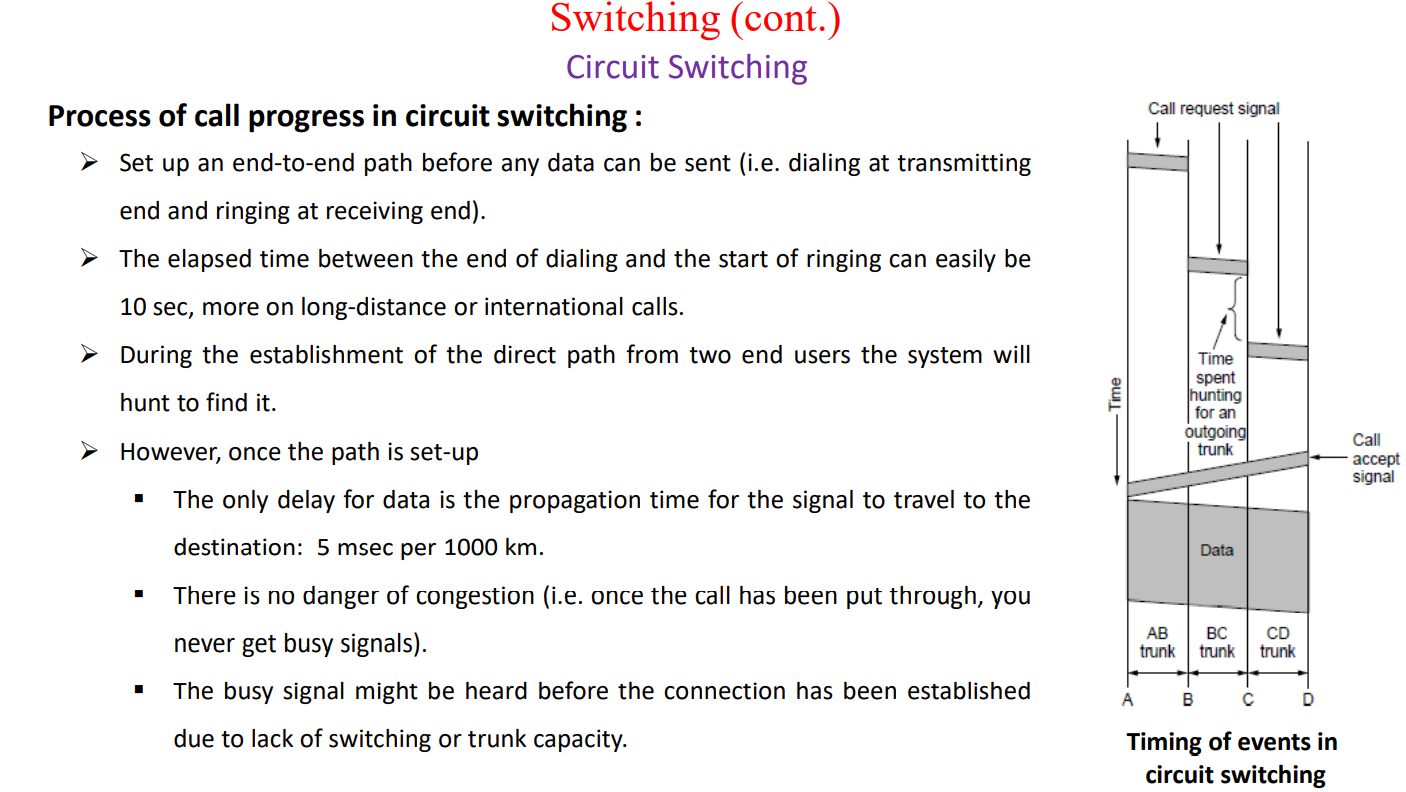 Switching (cont.)
Circuit Switching
Process of call progress in circuit switching :
➢ Set up an end-to-end path before any data can be sent (i.e. dialing at transmitting
end and ringing at receiving end).
➢ The elapsed time between the end of dialing and the start of ringing can easily be
10 sec, more on long-distance or international calls.
➢ During the establishment of the direct path from two end users the system will
hunt to find it.
➢ However, once the path is set-up
▪ The only delay for data is the propagation time for the signal to travel to the
destination: 5 msec per 1000 km.
▪ There is no danger of congestion (i.e. once the call has been put through, you
never get busy signals).
▪ The busy signal might be heard before the connection has been established
due to lack of switching or trunk capacity.
Call request signal
Time
spent
hunting
for an
outgoing
trunk
Time
Call
accept
signal
Data
AB
trunk
BC
trunk
CD
trunk
A B C D
Timing of events in
circuit switching